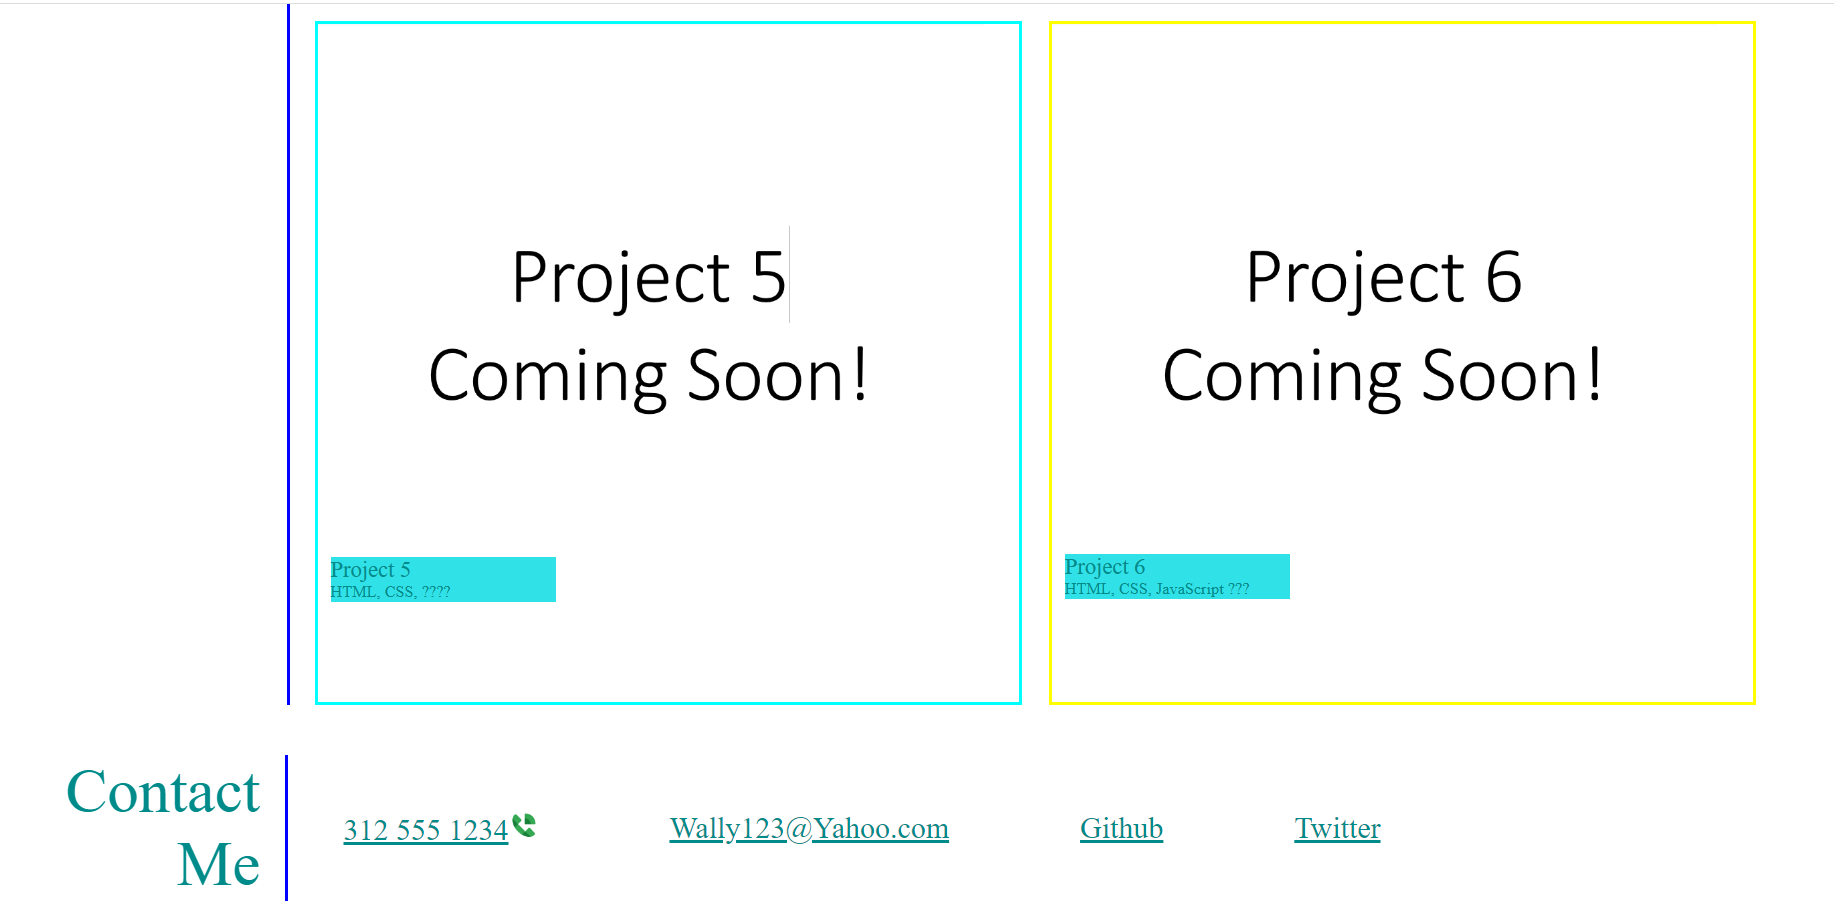 Project 5
Coming Soon!
Project 5
HTML, CSS, ????
Project 6
Coming Soon!
Project 6
HTML, CSS, JavaScript ???
Contact
Me
312 555 1234
Wally123@Yahoo.com
Github
Twitter